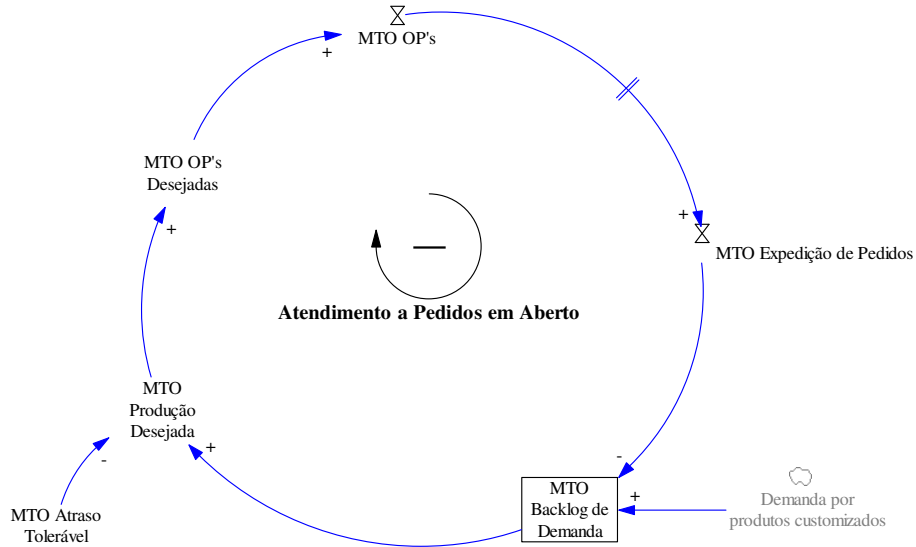 MTO OP's
+
+
MTO OP's
Desejadas
+
+
MTO Expedição de Pedidos
—
Atendimento a Pedidos em Aberto
MTO
Produção
Desejada
+
-
-
MTO
Backlog de
Demanda
+
Demanda por
produtos customizados
MTO Atraso
Tolerável